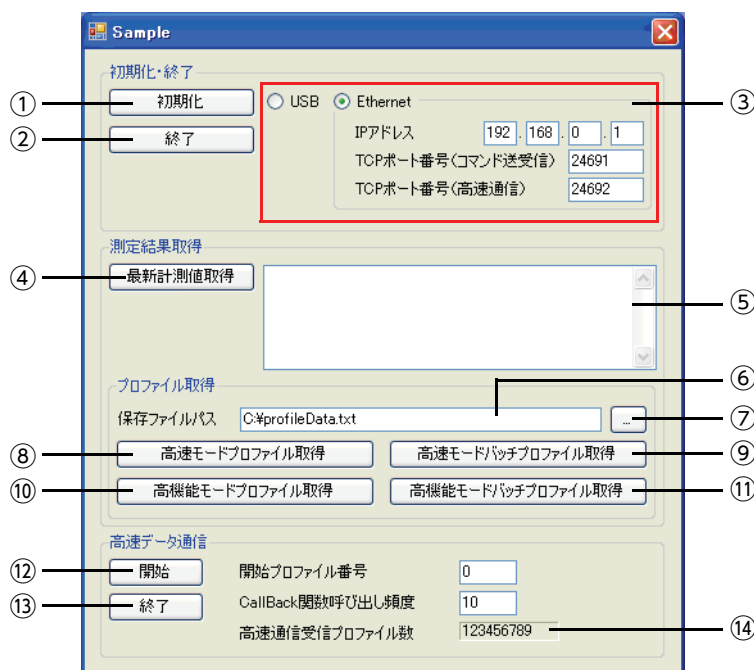 Sample
初期化・終了
① 初期化 USB Ethernet ③
② 終了 IPアドレス 192 . 168 . 0 . 1
TCPポート番号(コマンド送受信) 24691
TCPポート番号(高速通信) 24692
測定結果取得
④ 最新計測値取得
⑤
プロファイル取得 ⑥
保存ファイルパス C:¥profileData.txt ... ⑦
⑧ 高速モードプロファイル取得 高速モードバッチプロファイル取得 ⑨
⑩ 高機能モードプロファイル取得 高機能モードバッチプロファイル取得 ⑪
高速データ通信
⑫ 開始 開始プロファイル番号 0
⑬ 終了 CallBack関数呼び出し頻度 10
高速通信受信プロファイル数 123456789 ⑭